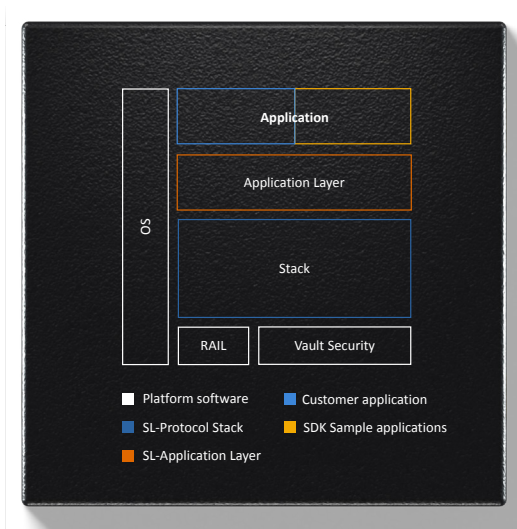 Application
Application Layer
OS
Stack
RAIL
Vault Security
Platform software
Customer application
SL-Protocol Stack
SDK Sample applications
SL-Application Layer